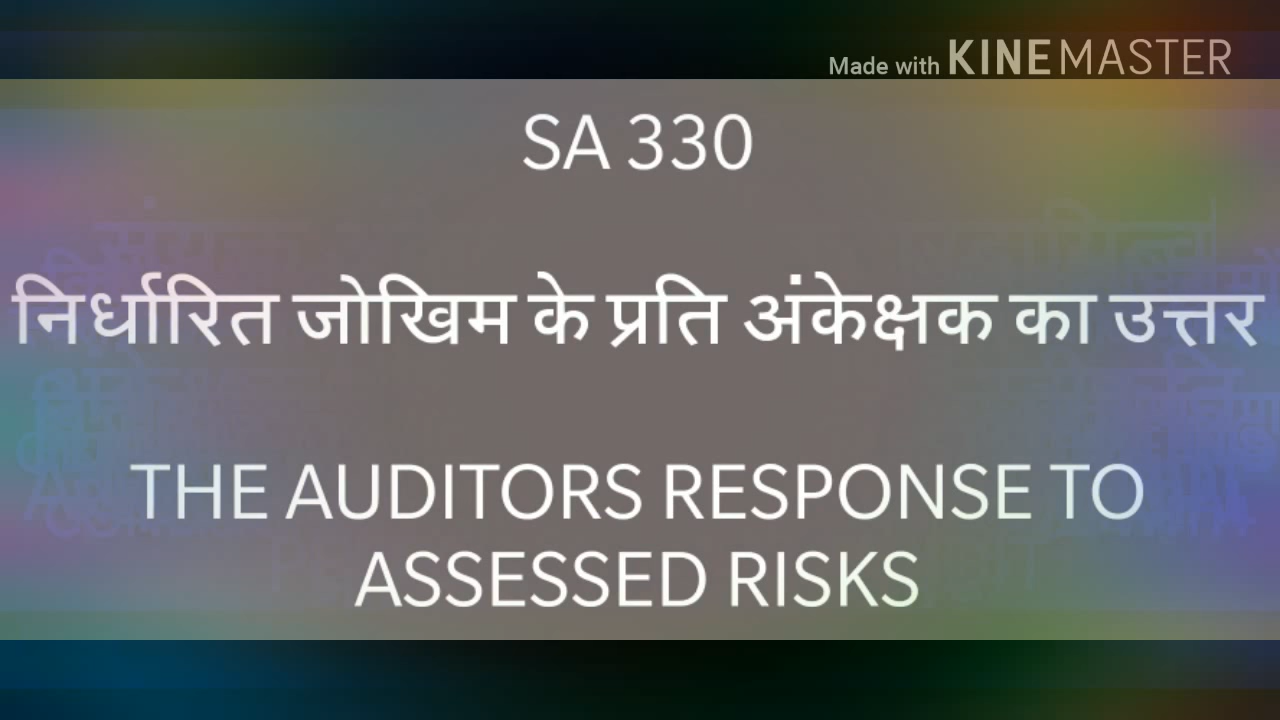 Made with KINEMASTER
SA 330
निर्धारित जोखिम के प्रति अंकेक्षक का उत्तर
THE AUDITORS RESPONSE TO
ASSESSED RISKS